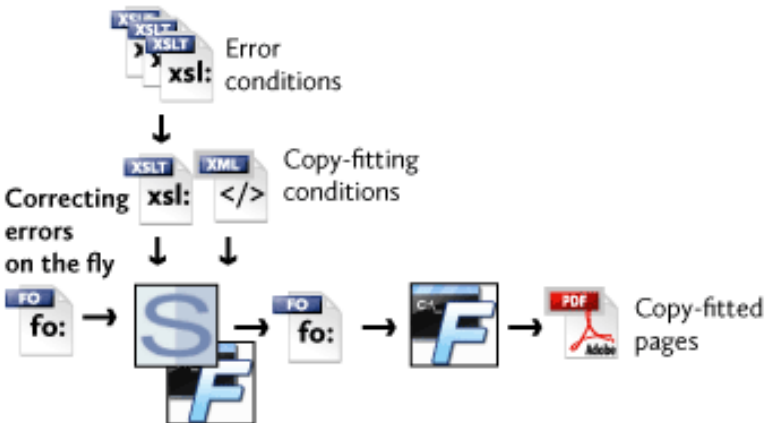 XSLT
XSLT
XSLT
xsl:
Error
conditions
XSLT
xsl:
XML
</>
Copy-fitting
conditions
Correcting
errors
on the fly
FO
fo:
S
F
FO
fo:
C:\_
F
PDF
Adobe
Copy-fitted
pages